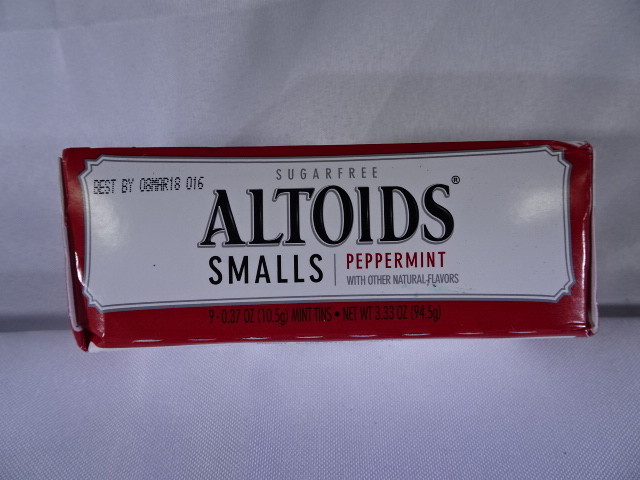 SUGARFREE
BEST BY 08MAR18 016
ALTOIDS®
SMALLS | PEPPERMINT
WITH OTHER NATURAL FLAVORS
9 - 0.37 OZ (10.5g) MINT TINS • NET WT 3.33 OZ (94.5g)